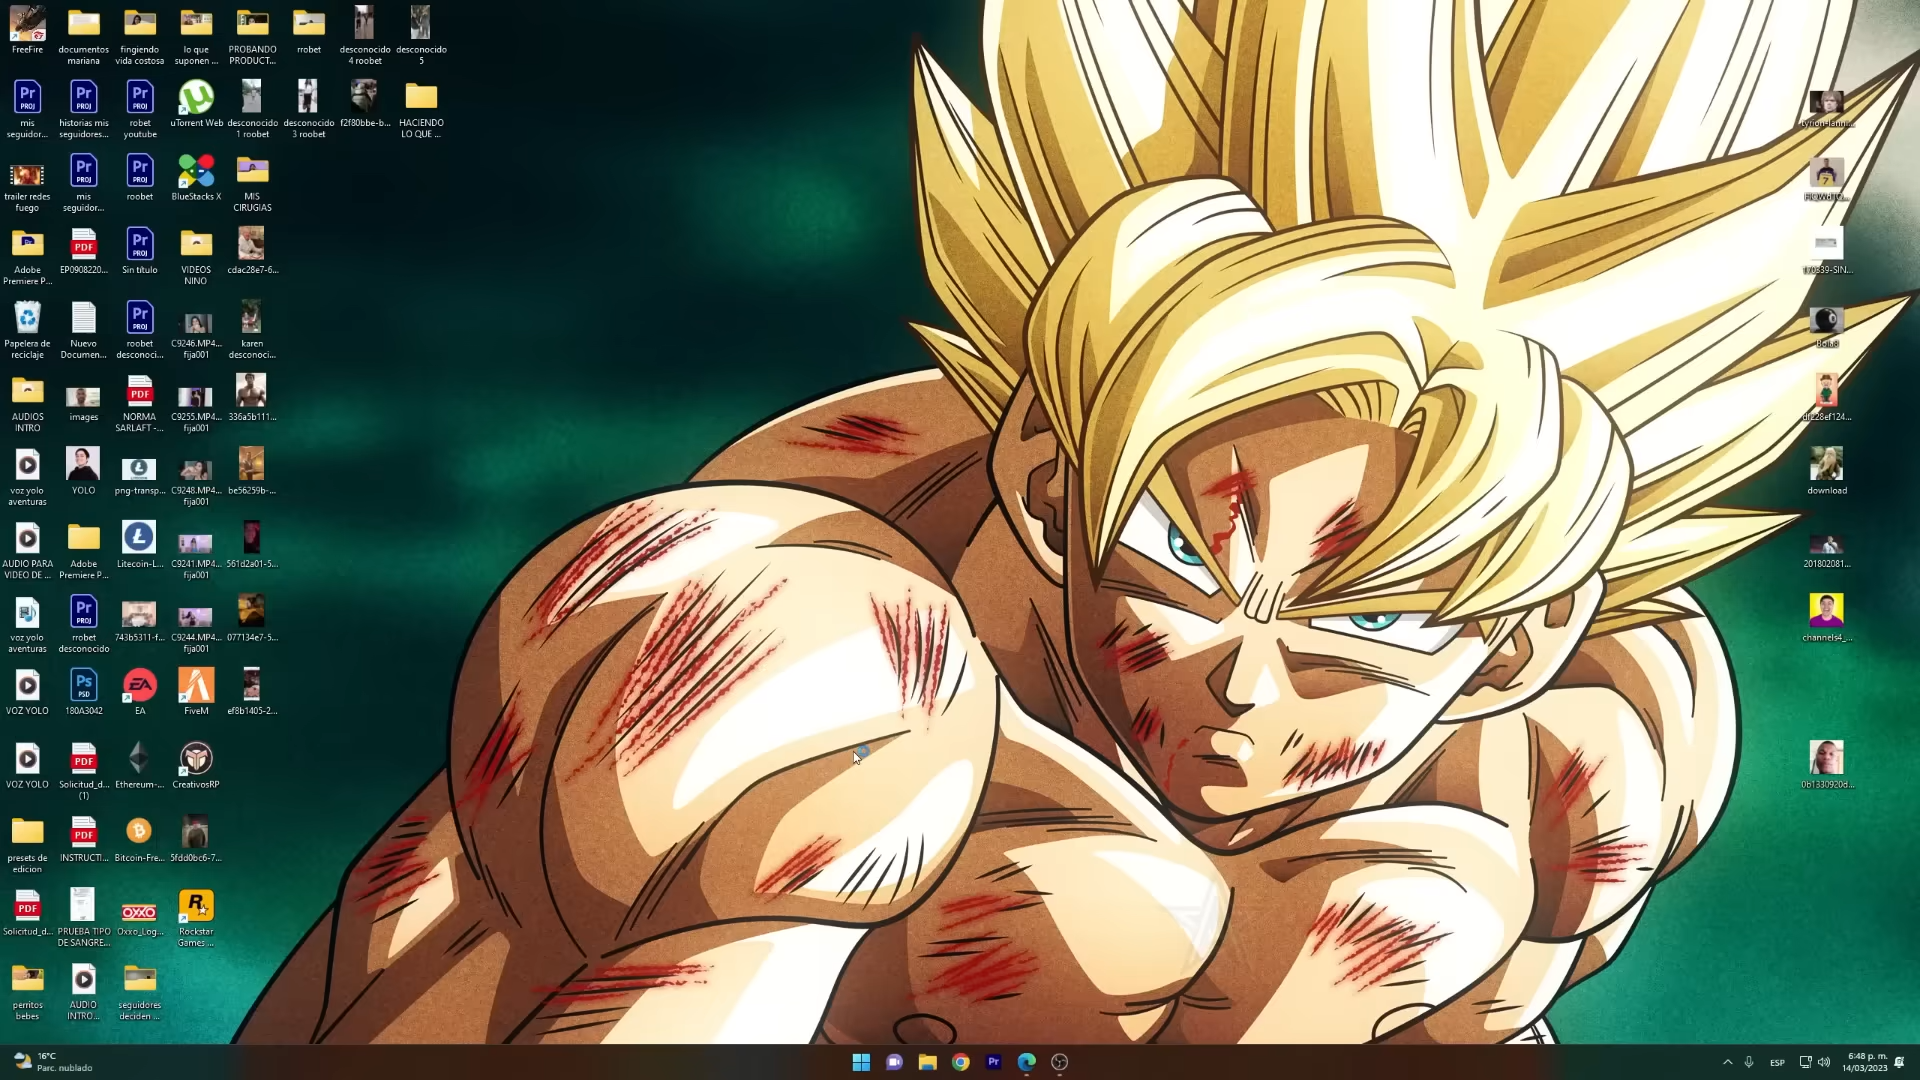 FreeFire
documentos
mariana
fingiendo
vida costosa
lo que
suponen ...
PROBANDO
PRODUCT...
rrobet
desconocido
4 roobet
desconocido
5
mis
seguidor...
historias mis
seguidores...
robet
youtube
uTorrent Web
desconocido
1 roobet
desconocido
3 roobet
f2f80bbe-b...
HACIENDO
LO QUE ...
trailer redes
fuego
mis
seguidor...
roobet
BlueStacks X
MIS
CIRUGIAS
Adobe
Premiere P...
EP0908220...
Sin título
VIDEOS
NINO
cdac28e7-6...
Papelera de
reciclaje
Nuevo
Documen...
roobet
desconoci...
C9246.MP4...
fija001
karen
desconoci...
AUDIOS
INTRO
images
NORMA
SARLAFT -...
C9255.MP4...
fija001
336a5b111...
voz yolo
aventuras
YOLO
png-transp...
C9248.MP4...
fija001
be56259b-...
AUDIO PARA
VIDEO DE ...
Adobe
Premiere P...
Litecoin-L...
C9241.MP4...
fija001
561d2a01-5...
voz yolo
aventuras
rrobet
desconocido
743b5311-f...
C9244.MP4...
fija001
077134e7-5...
VOZ YOLO
180A3042
EA
FiveM
ef8b1405-2...
VOZ YOLO
Solicitud_d...
(1)
Ethereum-...
CreativosRP
presets de
edicion
INSTRUCTI...
Bitcoin-Fre...
5fdd0bc6-7...
Solicitud_d...
PRUEBA TIPO
DE SANGRE...
Oxxo_Log...
Rockstar
Games ...
perritos
bebes
AUDIO
INTRO...
seguidores
deciden ...
170839-SIN...
Bola8
df228ef124...
download
201802081...
channels4_...
0b1330920d...
16°C
Parc. nublado
ESP
6:48 p. m.
14/03/2023